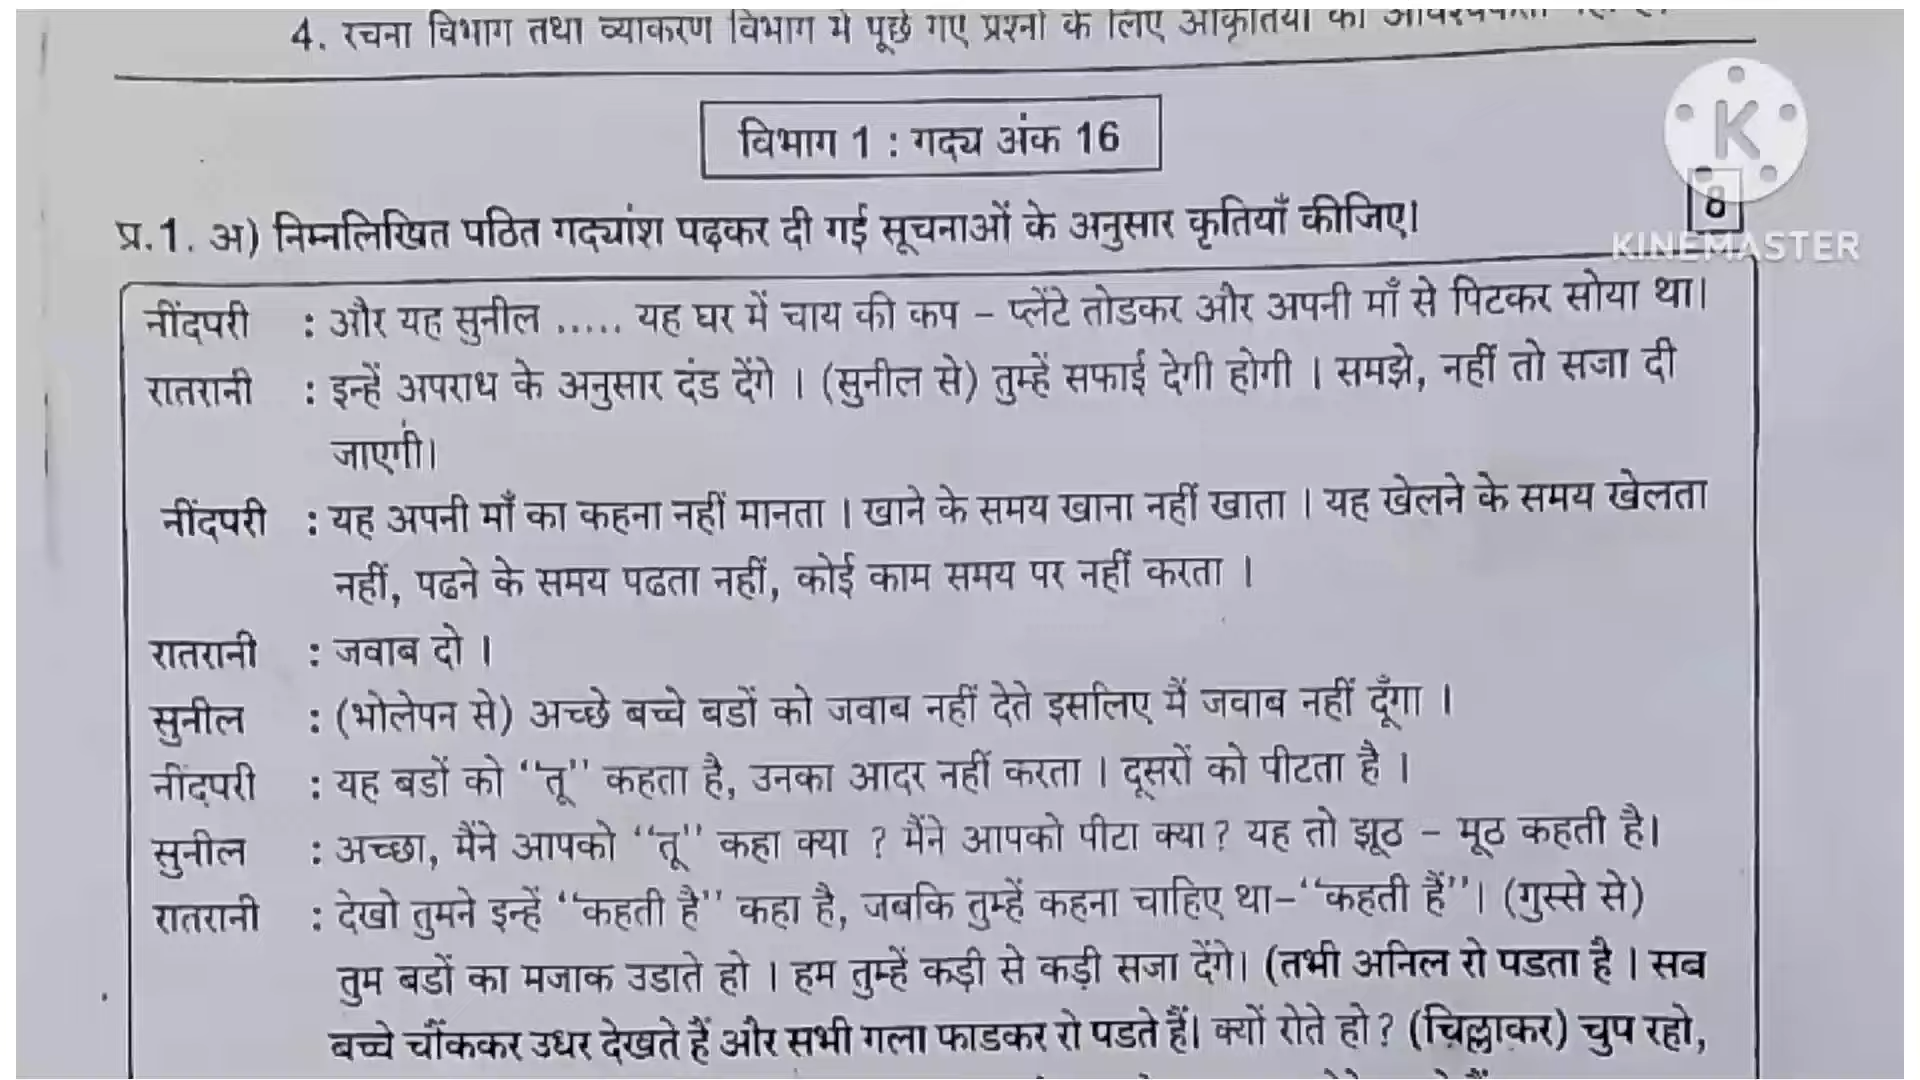 4. रचना विभाग तथा व्याकरण विभाग में पूछे गए प्रश्नों के लिए आकृतियों की
विभाग 1 : गद्य अंक 16
K
प्र.1. अ) निम्नलिखित पठित गद्यांश पढ़कर दी गई सूचनाओं के अनुसार कृतियाँ कीजिए। 8
KINEMASTER
नींदपरी : और यह सुनील ..... यह घर में चाय की कप – प्लेंटे तोडकर और अपनी माँ से पिटकर सोया था।
रातरानी : इन्हें अपराध के अनुसार दंड देंगे । (सुनील से) तुम्हें सफाई देगी होगी । समझे, नहीं तो सजा दी
जाएगी।
नींदपरी : यह अपनी माँ का कहना नहीं मानता । खाने के समय खाना नहीं खाता । यह खेलने के समय खेलता
नहीं, पढने के समय पढता नहीं, कोई काम समय पर नहीं करता ।
रातरानी : जवाब दो ।
सुनील : (भोलेपन से) अच्छे बच्चे बडों को जवाब नहीं देते इसलिए मैं जवाब नहीं दूँगा ।
नींदपरी : यह बडों को “तू” कहता है, उनका आदर नहीं करता । दूसरों को पीटता है ।
सुनील : अच्छा, मैंने आपको “तू” कहा क्या ? मैंने आपको पीटा क्या? यह तो झूठ – मूठ कहती है।
रातरानी : देखो तुमने इन्हें “कहती है” कहा है, जबकि तुम्हें कहना चाहिए था–“कहती हैं”। (गुस्से से)
तुम बडों का मजाक उडाते हो । हम तुम्हें कड़ी से कड़ी सजा देंगे। (तभी अनिल रो पडता है । सब
बच्चे चौंककर उधर देखते हैं और सभी गला फाडकर रो पडते हैं। क्यों रोते हो? (चिल्लाकर) चुप रहो,